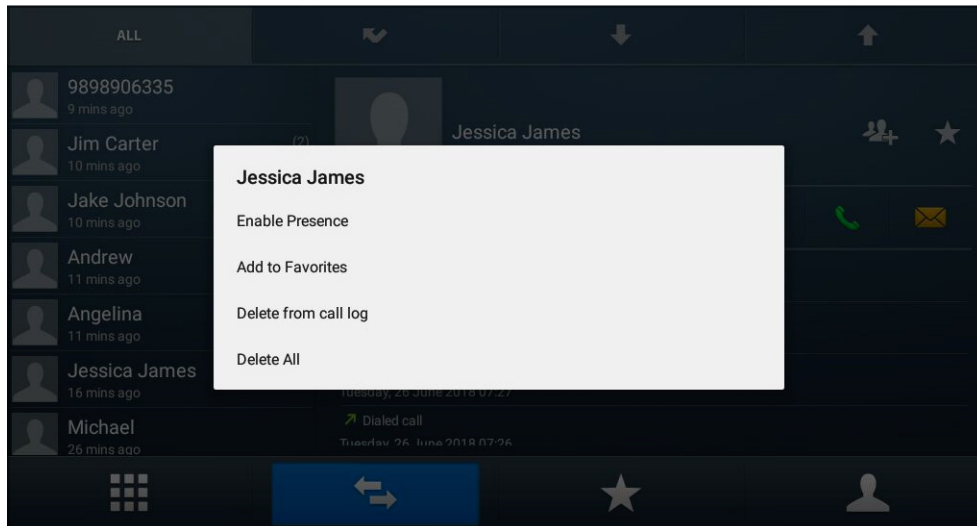 ALL
9898906335
9 mins ago
Jim Carter (2)
10 mins ago
Jake Johnson
10 mins ago
Andrew
11 mins ago
Angelina
11 mins ago
Jessica James
16 mins ago
Michael
26 mins ago
Jessica James
Jessica James
Enable Presence
Add to Favorites
Delete from call log
Delete All
Tuesday, 26 June 2018 07:27
Dialed call
Tuesday, 26 June 2018 07:26